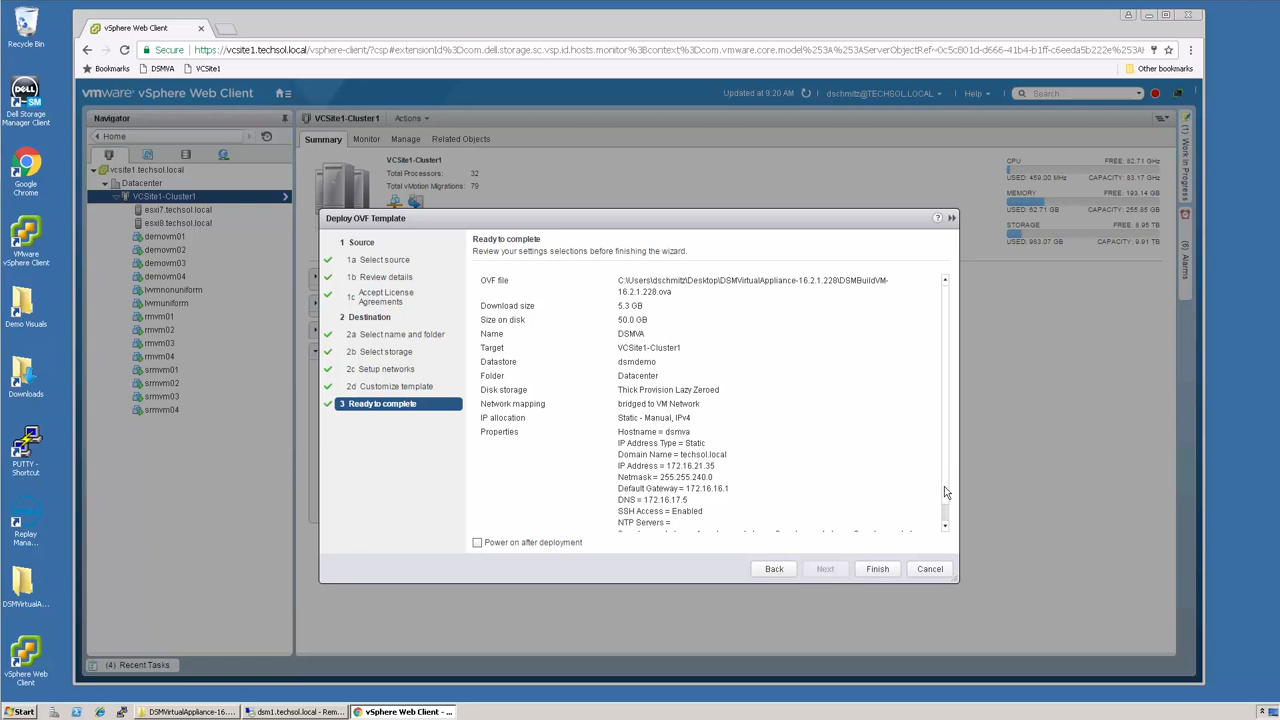 Recycle Bin
Dell Storage
Manager Client
Google
Chrome
VMware
vSphere Client
Demo Visuals
Downloads
PUTTY -
Shortcut
Replay
Mana...
DSMVirtualA...
vSphere Web
Client
vSphere Web Client
Secure
https://vcsite1.techsol.local/vsphere-client/?csp#extensionId%3Dcom.dell.storage.sc.vsp.id.hosts.monitor%3Bcontext%3Dcom.vmware.core.model%253A%253AServerObjectRef~0c5c801d-d666-41b4-b1ff-c6eeda5b222e%253A
Bookmarks
DSMVA
VCSite1
Other bookmarks
vmware vSphere Web Client
Updated at 9:20 AM
dschmitz@TECHSOL.LOCAL
Help
Search
Navigator
Home
vcsite1.techsol.local
Datacenter
VCSite1-Cluster1
esxi7.techsol.local
esxi8.techsol.local
demovm01
demovm02
demovm03
demovm04
lvvmnonuniform
lvvmuniform
rmvm01
rmvm02
rmvm03
rmvm04
srmvm01
srmvm02
srmvm03
srmvm04
VCSite1-Cluster1
Actions
Summary
Monitor
Manage
Related Objects
VCSite1-Cluster1
Total Processors: 32
Total vMotion Migrations: 79
CPU FREE: 82.71 GHz
USED: 459.00 MHz CAPACITY: 83.17 GHz
MEMORY FREE: 193.14 GB
USED: 62.71 GB CAPACITY: 255.85 GB
STORAGE FREE: 8.95 TB
USED: 983.07 GB CAPACITY: 9.91 TB
(1) Work In Progress
(6) Alarms
Deploy OVF Template
1 Source
1a Select source
1b Review details
1c Accept License
Agreements
2 Destination
2a Select name and folder
2b Select storage
2c Setup networks
2d Customize template
3 Ready to complete
Ready to complete
Review your settings selections before finishing the wizard.
OVF file C:\Users\dschmitz\Desktop\DSMVirtualAppliance-16.2.1.228\DSMBuildVM-
16.2.1.228.ova
Download size 5.3 GB
Size on disk 50.0 GB
Name DSMVA
Target VCSite1-Cluster1
Datastore dsmdemo
Folder Datacenter
Disk storage Thick Provision Lazy Zeroed
Network mapping bridged to VM Network
IP allocation Static - Manual, IPv4
Properties Hostname = dsmva
IP Address Type = Static
Domain Name = techsol.local
IP Address = 172.16.21.35
Netmask = 255.255.240.0
Default Gateway = 172.16.16.1
DNS = 172.16.17.5
SSH Access = Enabled
NTP Servers =
Power on after deployment
Back
Next
Finish
Cancel
(4) Recent Tasks
Start
DSMVirtualAppliance-16....
dsm1.techsol.local - Rem...
vSphere Web Client - ...